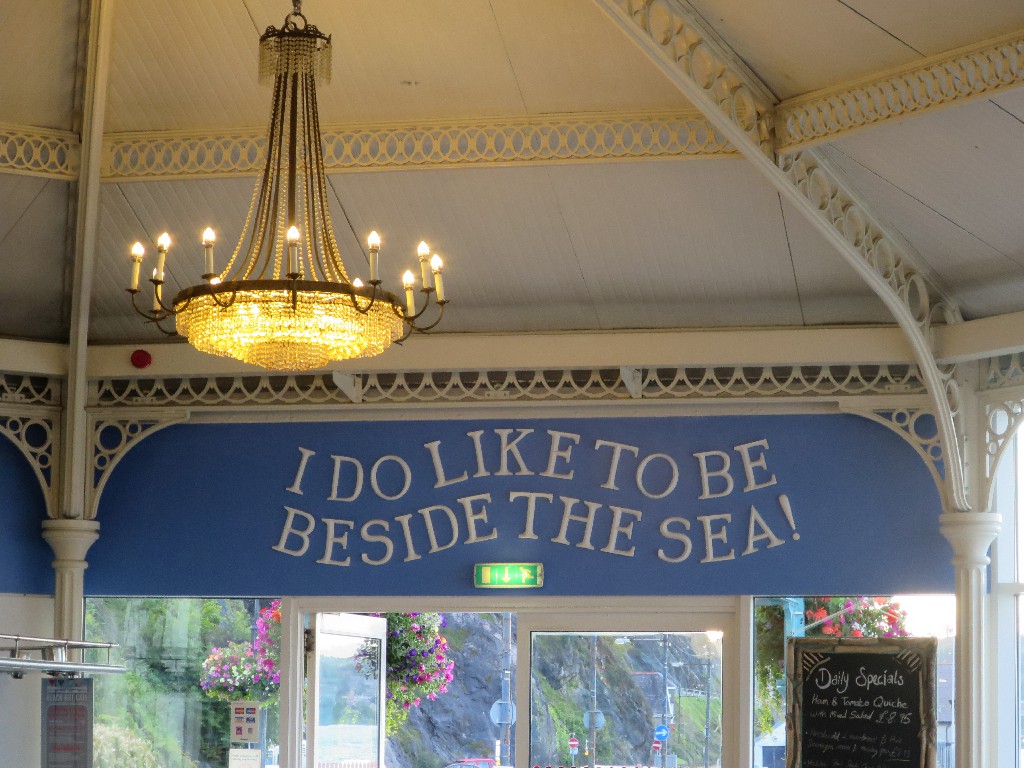 I DO LIKE TO BE
BESIDE THE SEA!
Daily Specials
Ham & Tomato Quiche
with Mixed Salad £8.95